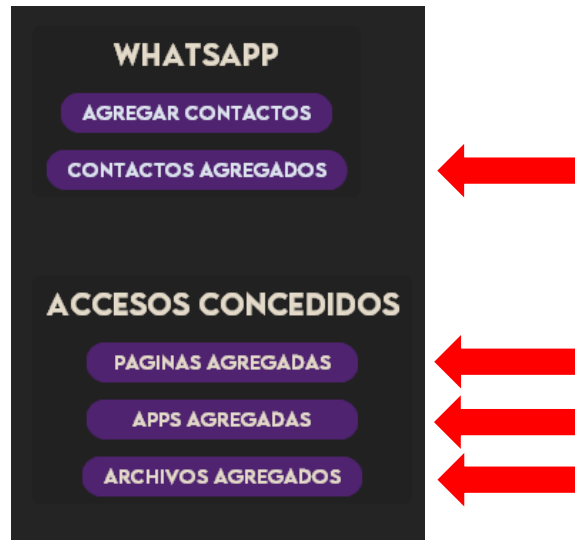 WHATSAPP
AGREGAR CONTACTOS
CONTACTOS AGREGADOS
ACCESOS CONCEDIDOS
PAGINAS AGREGADAS
APPS AGREGADAS
ARCHIVOS AGREGADOS